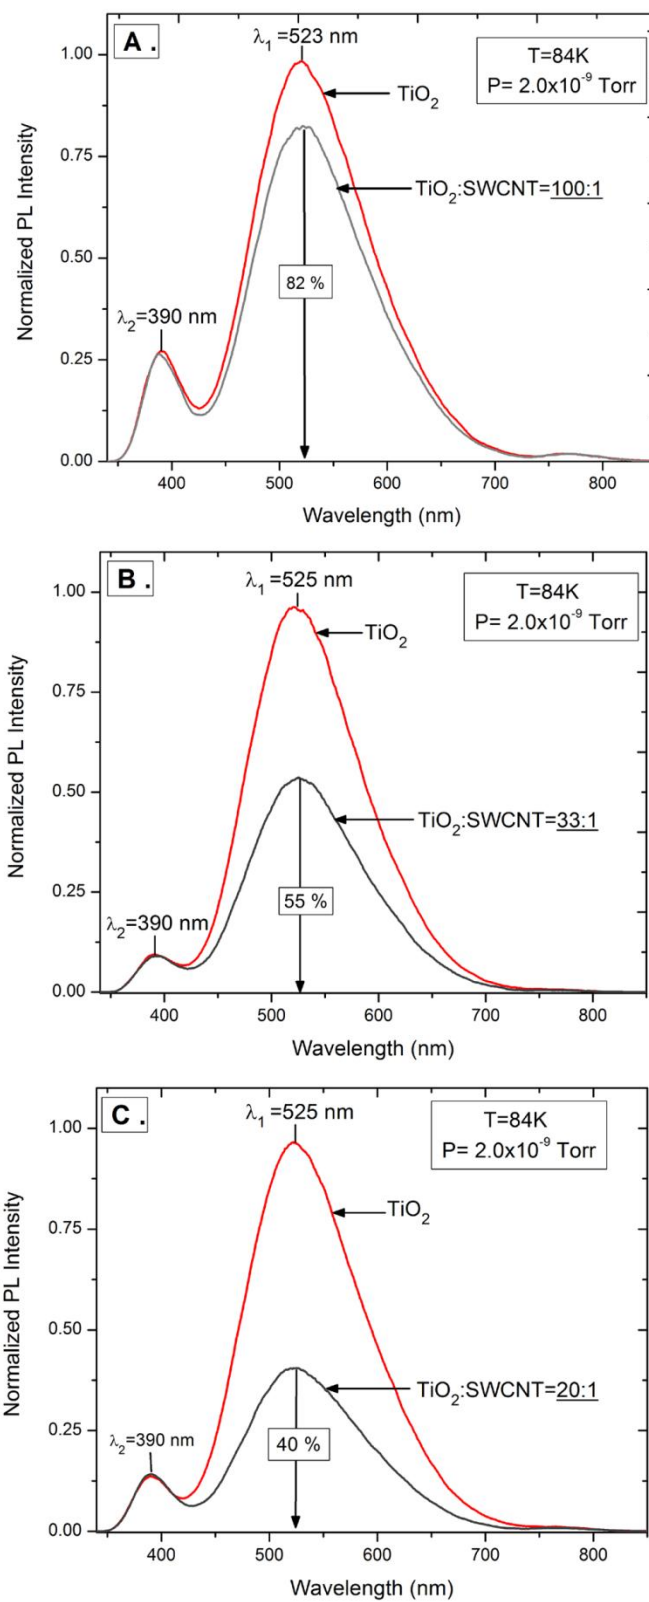 A .
λ₁ =523 nm
T=84K
P= 2.0x10⁻⁹ Torr
TiO₂
TiO₂:SWCNT=100:1
82 %
λ₂=390 nm
Normalized PL Intensity
1.00
0.75
0.50
0.25
0.00
400 500 600 700 800
Wavelength (nm)
B .
λ₁ =525 nm
T=84K
P= 2.0x10⁻⁹ Torr
TiO₂
TiO₂:SWCNT=33:1
55 %
λ₂=390 nm
Normalized PL Intensity
1.00
0.75
0.50
0.25
0.00
400 500 600 700 800
Wavelength (nm)
C .
λ₁ =525 nm
T=84K
P= 2.0x10⁻⁹ Torr
TiO₂
TiO₂:SWCNT=20:1
40 %
λ₂=390 nm
Normalized PL Intensity
1.00
0.75
0.50
0.25
0.00
400 500 600 700 800
Wavelength (nm)